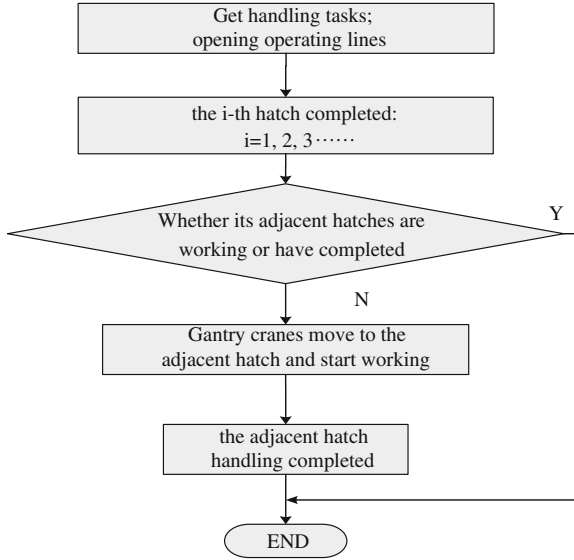 Get handling tasks;
opening operating lines
the i-th hatch completed:
i=1, 2, 3······
Whether its adjacent hatches are
working or have completed
Y
N
Gantry cranes move to the
adjacent hatch and start working
the adjacent hatch
handling completed
END